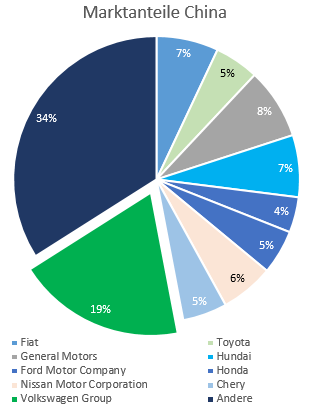 Marktanteile China
7%
5%
8%
7%
4%
5%
6%
5%
19%
34%
Fiat Toyota
General Motors Hundai
Ford Motor Company Honda
Nissan Motor Corporation Chery
Volkswagen Group Andere